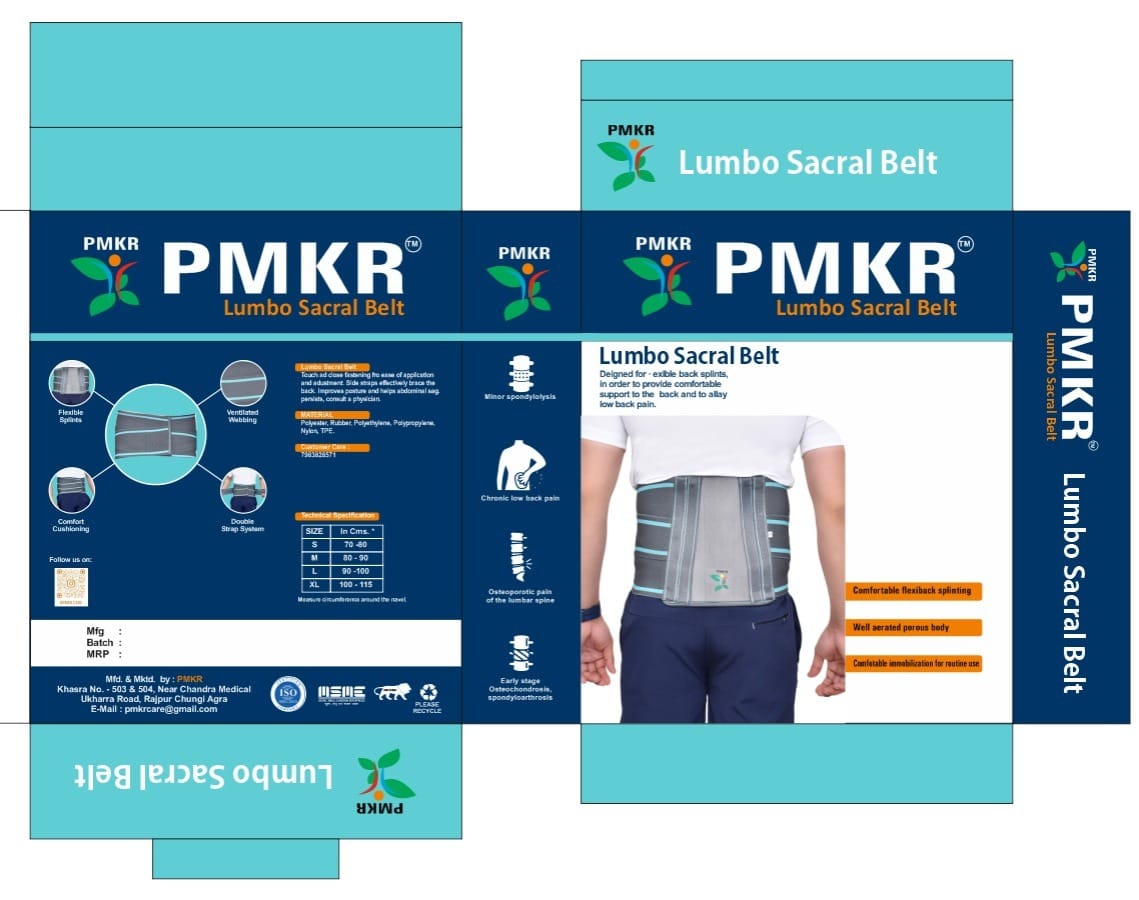 PMKR
Lumbo Sacral Belt
PMKR
PMKR TM
Lumbo Sacral Belt
Flexible
Splints
Ventilated
Webbing
Comfort
Cushioning
Double
Strap System
Follow us on:
Lumbo Sacral Belt
Touch ad close fastening fro ease of application
and adustment. Side straps effectively brace the
back. Improves posture and helps abdominal sag.
persists, consult a physician.
MATERIAL
Polyester, Rubber, Polyethylene, Polypropylene,
Nylon, TPE.
Customer Care :
7983828571
Technical Specification
SIZE In Cms. *
S 70 -80
M 80 - 90
L 90 -100
XL 100 - 115
Measure circumference around the navel.
Mfg :
Batch :
MRP :
Mfd. & Mktd. by : PMKR
Khasra No. - 503 & 504, Near Chandra Medical
Ukharra Road, Rajpur Chungi Agra
E-Mail : pmkrcare@gmail.com
ISO
MSME
PLEASE
RECYCLE
Lumbo Sacral Belt
PMKR
PMKR
Minor spondylolysis
Chronic low back pain
Osteoporotic pain
of the lumbar spine
Early stage
Osteochondrosis,
spondyloarthrosis
PMKR
PMKR TM
Lumbo Sacral Belt
Lumbo Sacral Belt
Deigned for - exible back splints,
in order to provide comfortable
support to the back and to allay
low back pain.
Comfortable flexiback splinting
Well aerated porous body
Comfetable immobilization for routine use
PMKR
PMKR TM
Lumbo Sacral Belt
Lumbo Sacral Belt